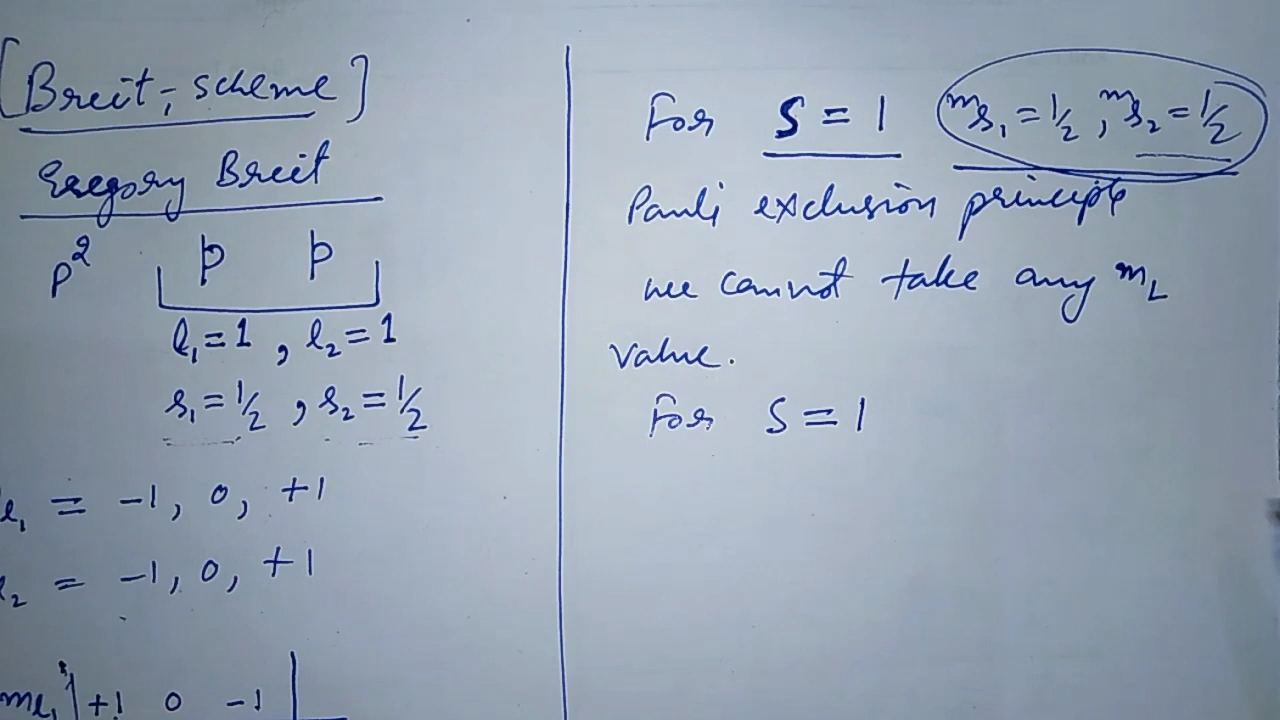 [Breit-scheme]
Gregory Breit
p² p p
l₁=1, l₂=1
s₁=1/2, s₂=1/2
l₁ = -1, 0, +1
l₂ = -1, 0, +1
ml₁ | +1 0 -1 |
For S = 1 ms₁=1/2, ms₂=1/2
Pauli exclusion principle
we cannot take any mL
value.
For S = 1